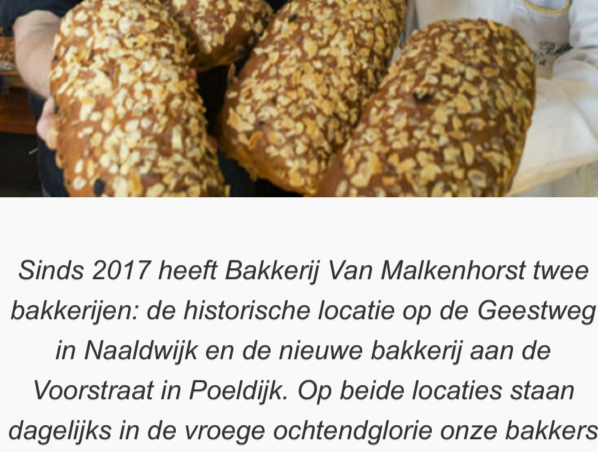 Sinds 2017 heeft Bakkerij Van Malkenhorst twee
bakkerijen: de historische locatie op de Geestweg
in Naaldwijk en de nieuwe bakkerij aan de
Voorstraat in Poeldijk. Op beide locaties staan
dagelijks in de vroege ochtendglorie onze bakkers